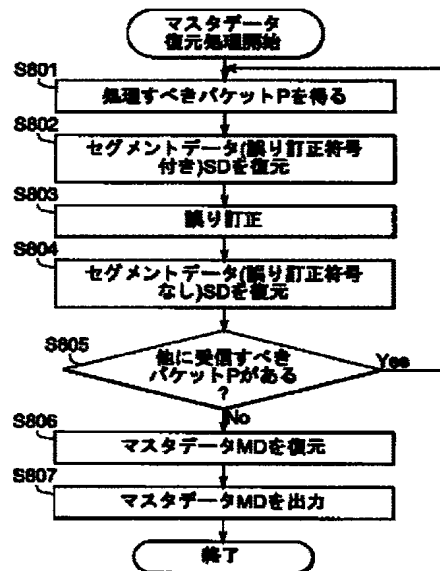 マスタデータ
復元処理開始
S801
処理すべきパケットPを得る
S802
セグメントデータ(誤り訂正符号
付き)SDを復元
S803
誤り訂正
S804
セグメントデータ(誤り訂正符号
なし)SDを復元
S805
他に受信すべき
パケットPがある
?
Yes
No
S806
マスタデータMDを復元
S807
マスタデータMDを出力
終了